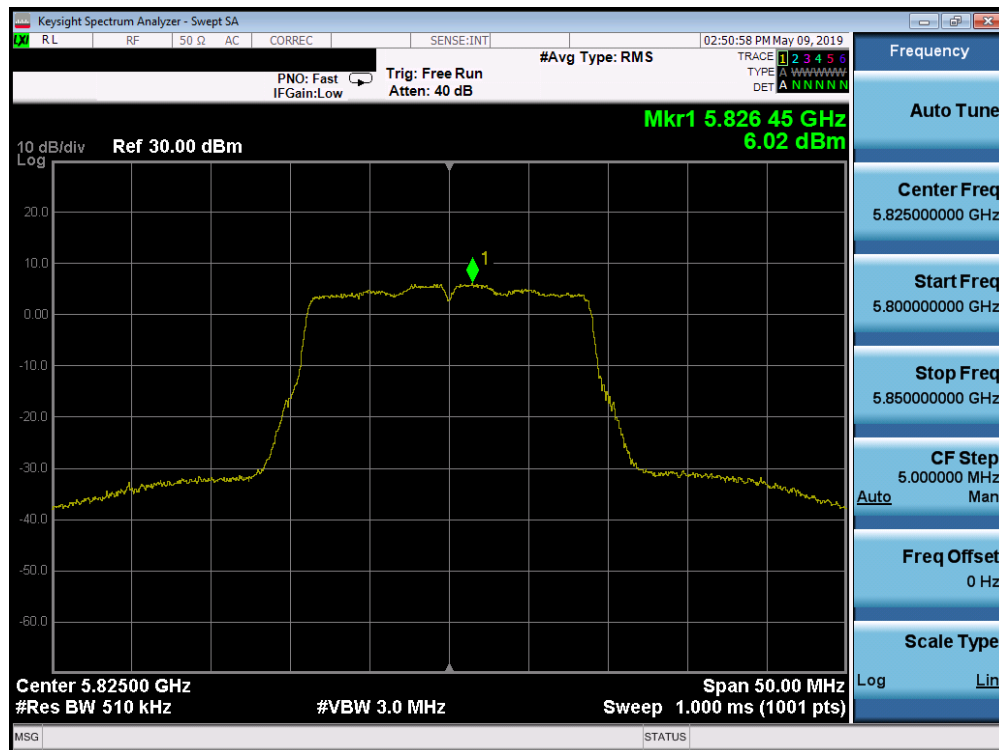 Keysight Spectrum Analyzer - Swept SA
LXI RL RF 50 Ω AC CORREC SENSE:INT 02:50:58 PM May 09, 2019
#Avg Type: RMS
TRACE 1 2 3 4 5 6
TYPE A WWWWW
DET A N N N N N
PNO: Fast
IFGain:Low
Trig: Free Run
Atten: 40 dB
Mkr1 5.826 45 GHz
6.02 dBm
10 dB/div
Log
Ref 30.00 dBm
20.0
10.0
0.00
-10.0
-20.0
-30.0
-40.0
-50.0
-60.0
1
Center 5.82500 GHz
#Res BW 510 kHz
#VBW 3.0 MHz
Span 50.00 MHz
Sweep 1.000 ms (1001 pts)
MSG
STATUS
Frequency
Auto Tune
Center Freq
5.825000000 GHz
Start Freq
5.800000000 GHz
Stop Freq
5.850000000 GHz
CF Step
5.000000 MHz
Auto Man
Freq Offset
0 Hz
Scale Type
Log Lin